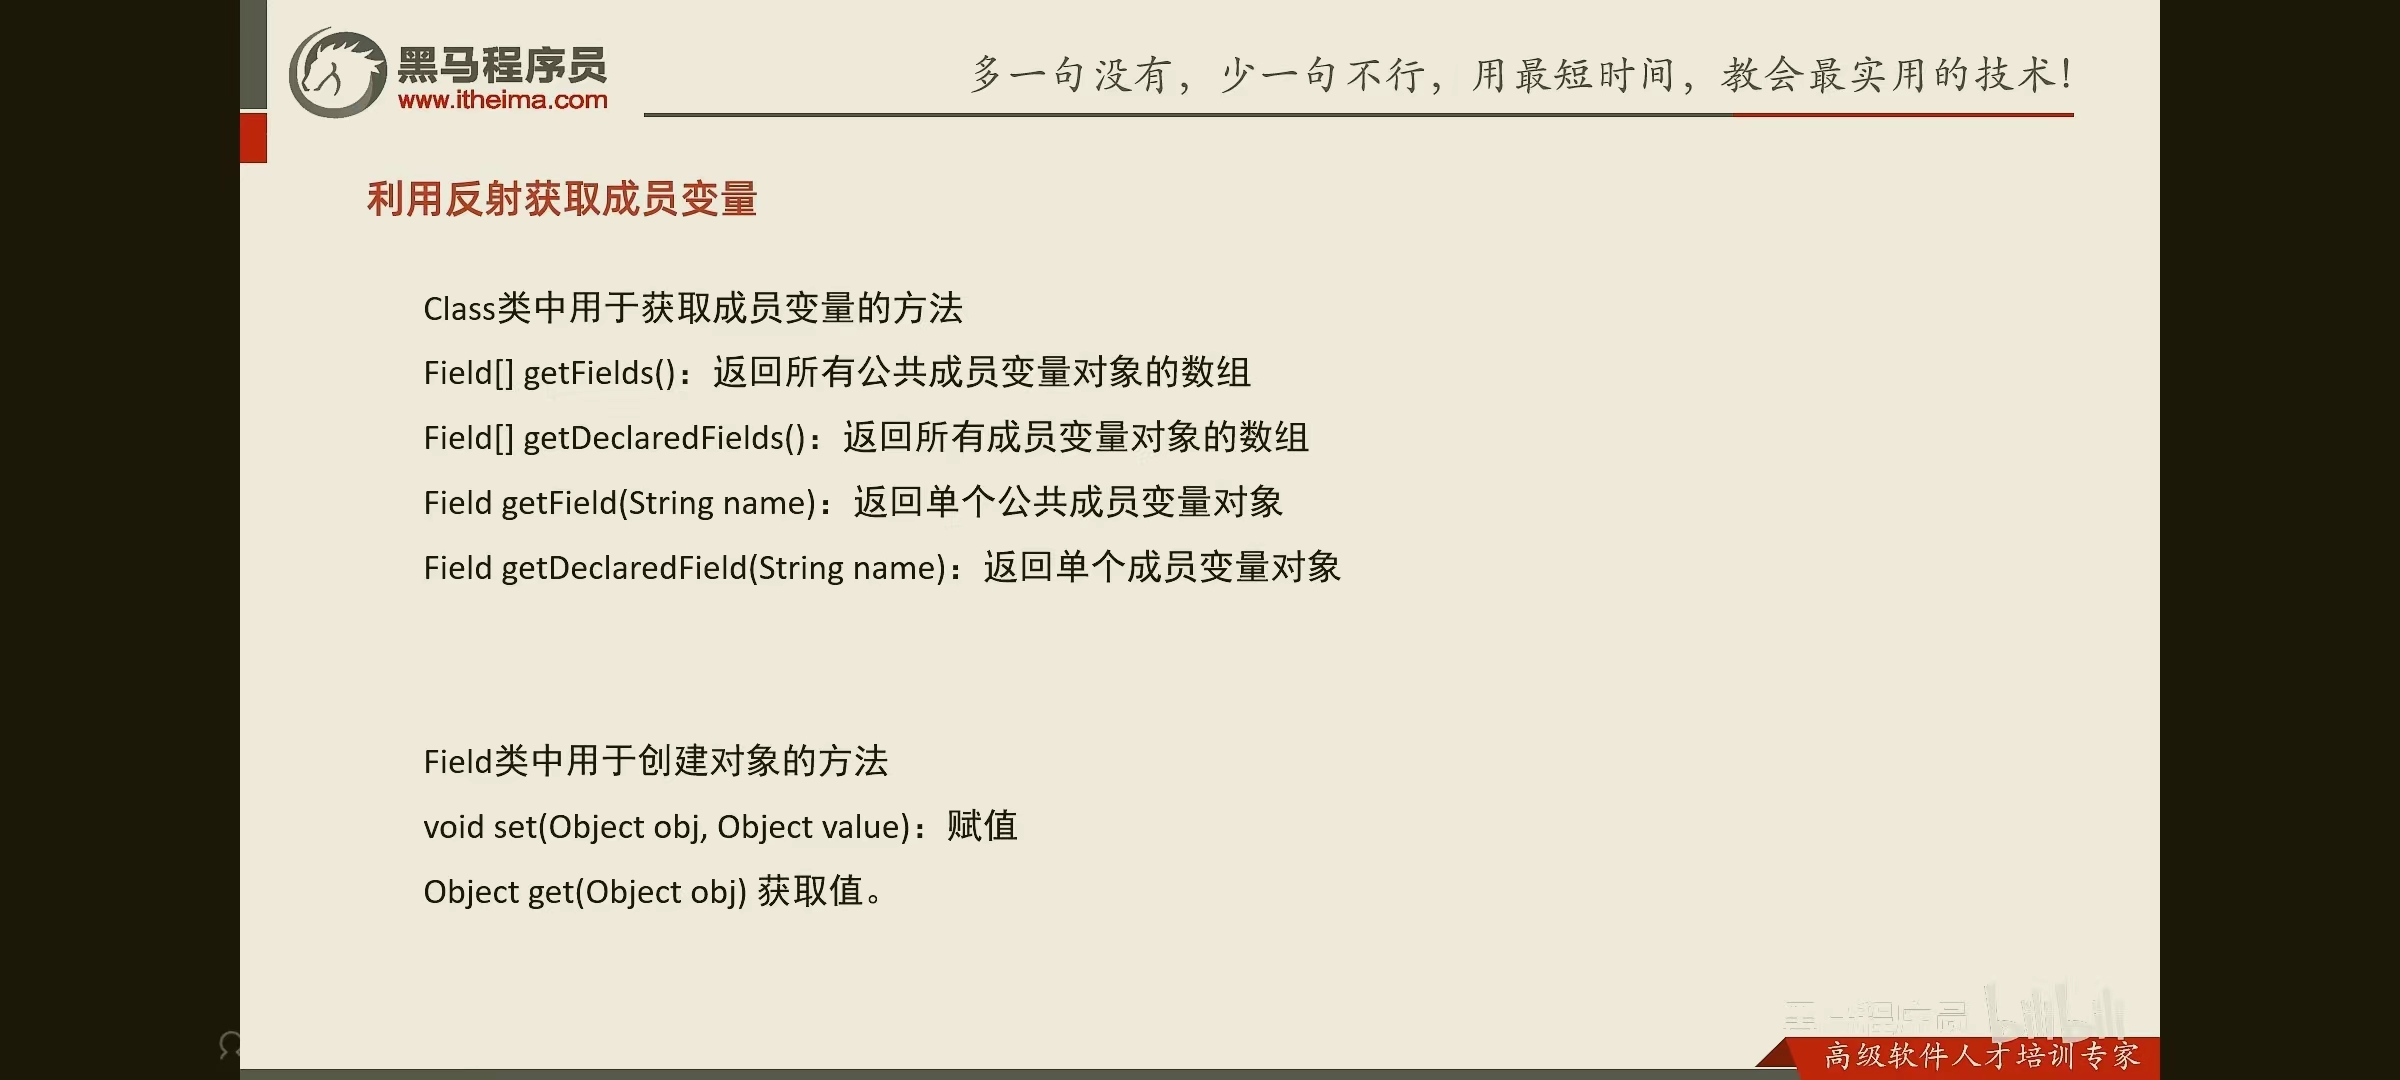 黑马程序员
www.itheima.com
多一句没有，少一句不行，用最短时间，教会最实用的技术！
利用反射获取成员变量
Class类中用于获取成员变量的方法
Field[] getFields()：返回所有公共成员变量对象的数组
Field[] getDeclaredFields()：返回所有成员变量对象的数组
Field getField(String name)：返回单个公共成员变量对象
Field getDeclaredField(String name)：返回单个成员变量对象
Field类中用于创建对象的方法
void set(Object obj, Object value)：赋值
Object get(Object obj) 获取值。
黑马程序员 bilibili
高级软件人才培训专家